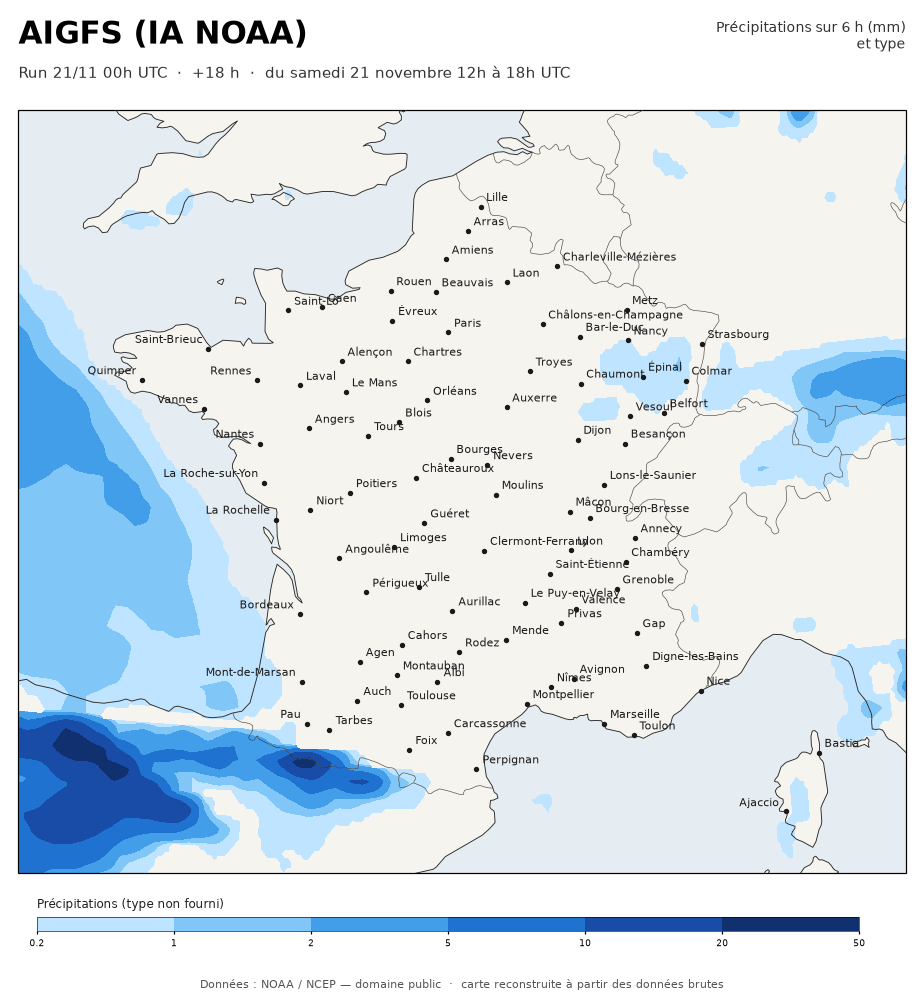 AIGFS (IA NOAA)
Précipitations sur 6 h (mm)
et type
Run 21/11 00h UTC · +18 h · du samedi 21 novembre 12h à 18h UTC
Lille
Arras
Amiens
Charleville-Mézières
Laon
Rouen
Beauvais
Saint-Lô
Caen
Metz
Évreux
Châlons-en-Champagne
Paris
Bar-le-Duc
Nancy
Strasbourg
Saint-Brieuc
Alençon
Chartres
Troyes
Épinal
Quimper
Rennes
Laval
Le Mans
Chaumont
Colmar
Orléans
Vannes
Blois
Auxerre
Vesoul
Belfort
Angers
Tours
Dijon
Nantes
Besançon
Bourges
Nevers
La Roche-sur-Yon
Châteauroux
Lons-le-Saunier
Poitiers
Moulins
Niort
La Rochelle
Mâcon
Bourg-en-Bresse
Guéret
Annecy
Angoulême
Limoges
Clermont-Ferrand
Lyon
Chambéry
Saint-Étienne
Périgueux
Tulle
Grenoble
Bordeaux
Aurillac
Le Puy-en-Velay
Valence
Privas
Cahors
Rodez
Mende
Gap
Agen
Mont-de-Marsan
Montauban
Albi
Avignon
Digne-les-Bains
Nîmes
Nice
Auch
Toulouse
Montpellier
Pau
Tarbes
Carcassonne
Marseille
Toulon
Foix
Bastia
Perpignan
Ajaccio
Précipitations (type non fourni)
0.2 1 2 5 10 20 50
Données : NOAA / NCEP — domaine public · carte reconstruite à partir des données brutes